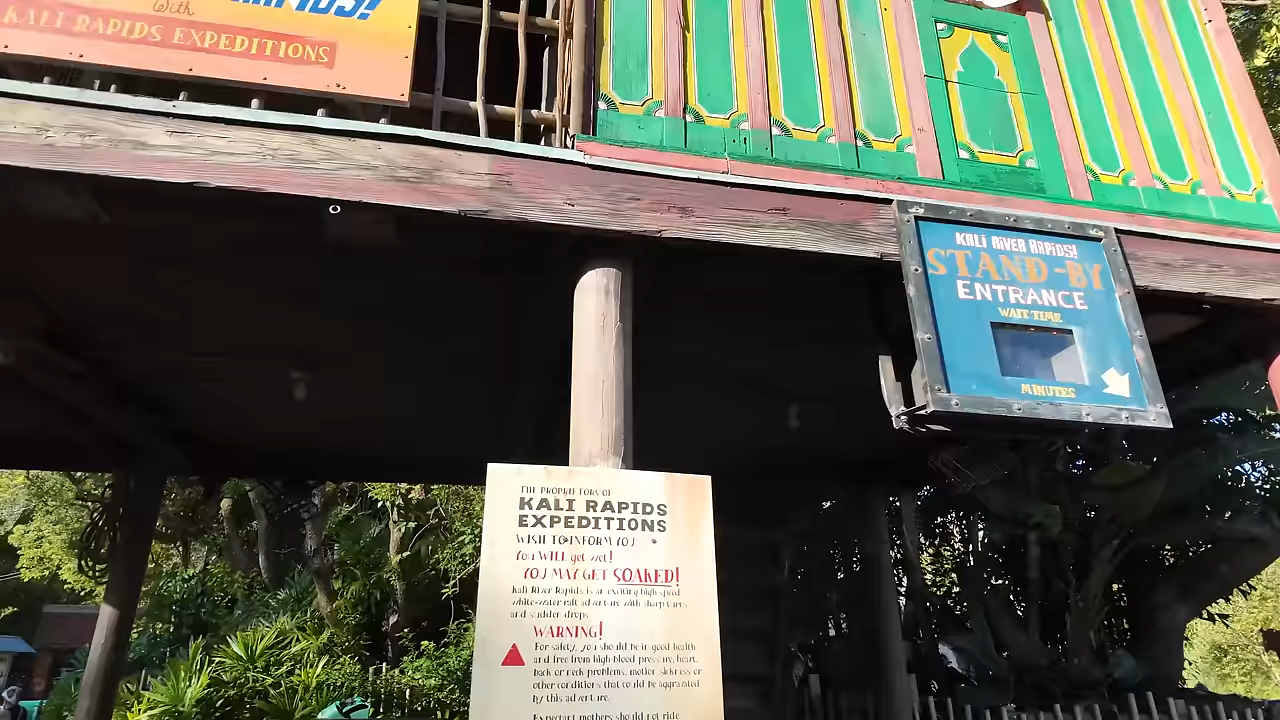 With
KALI RAPIDS EXPEDITIONS
KALI RIVER RAPIDS!
STAND-BY
ENTRANCE
WAIT TIME
MINUTES
THE PROPRIETORS OF
KALI RAPIDS
EXPEDITIONS
WISH TO INFORM YOU
You WILL get wet!
YOU MAY GET SOAKED!
Kali River Rapids is an exciting high speed
white-water raft adventure with sharp turns
and sudden drops.
WARNING!
For safety, you should be in good health
and free from high blood pressure, heart,
back or neck problems, motion sickness or
other conditions that could be aggravated
by this adventure.
Expectant mothers should not ride